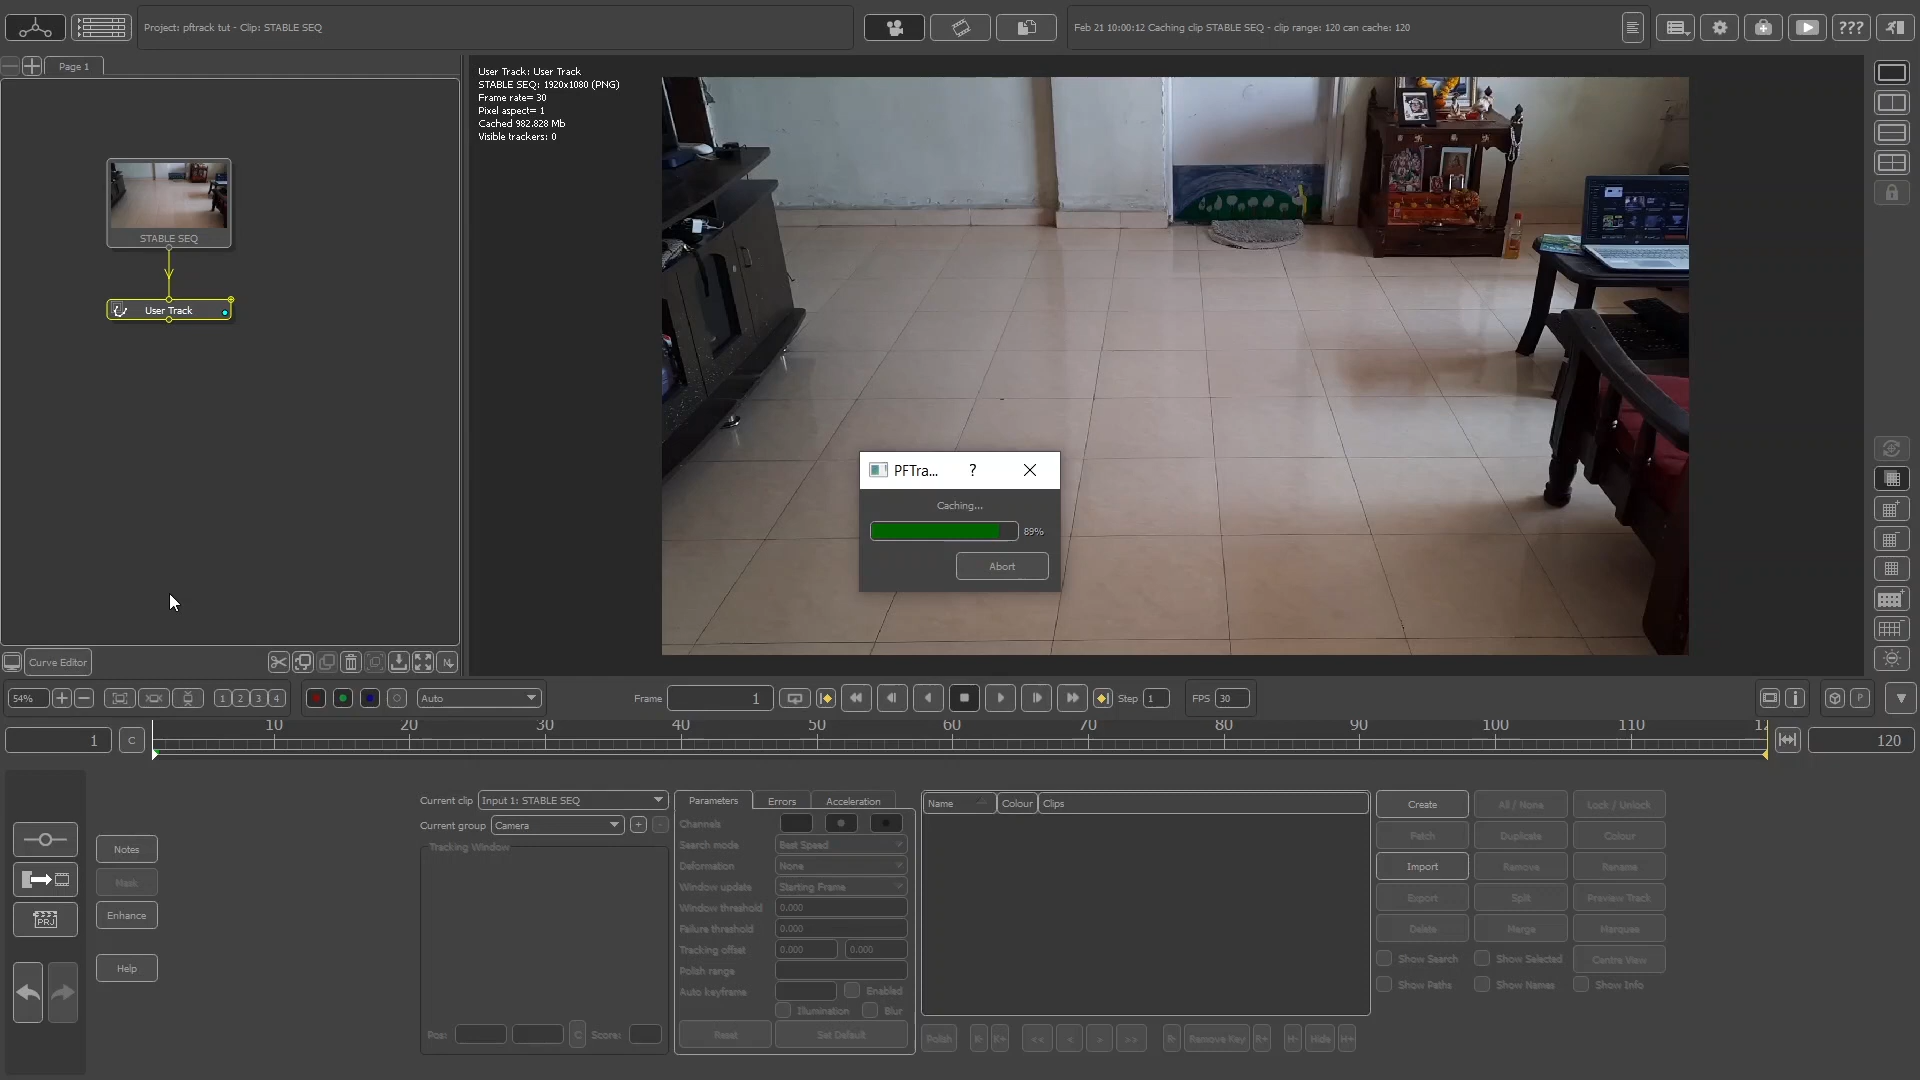 Project: pftrack tut - Clip: STABLE SEQ
Feb 21 10:00:12 Caching clip STABLE SEQ - clip range: 120 can cache: 120
???
Page 1
User Track: User Track
STABLE SEQ: 1920x1080 (PNG)
Frame rate= 30
Pixel aspect= 1
Cached 982.828 Mb
Visible trackers: 0
STABLE SEQ
User Track
PFTra...
?
Caching...
89%
Abort
Curve Editor
N
54%
1 2 3 4
Auto
Frame 1
Step 1
FPS 30
i
P
1
C
10 20 30 40 50 60 70 80 90 100 110
120
Current clip Input 1: STABLE SEQ
Current group Camera
+ -
Tracking Window
Pos:
C
Score:
Parameters Errors Acceleration
Channels
Search mode Best Speed
Deformation None
Window update Starting Frame
Window threshold 0.000
Failure threshold 0.000
Tracking offset 0.000 0.000
Polish range
Auto keyframe Enabled
Illumination Blur
Reset Set Default
Name Colour Clips
Polish K- K+ << < > >> R- Remove Key R+ H- Hide H+
Create All / None Lock / Unlock
Fetch Duplicate Colour
Import Remove Rename
Export Split Preview Track
Delete Merge Marquee
Show Search Show Selected Centre View
Show Paths Show Names Show Info
Notes
Mask
Enhance
Help
PRJ